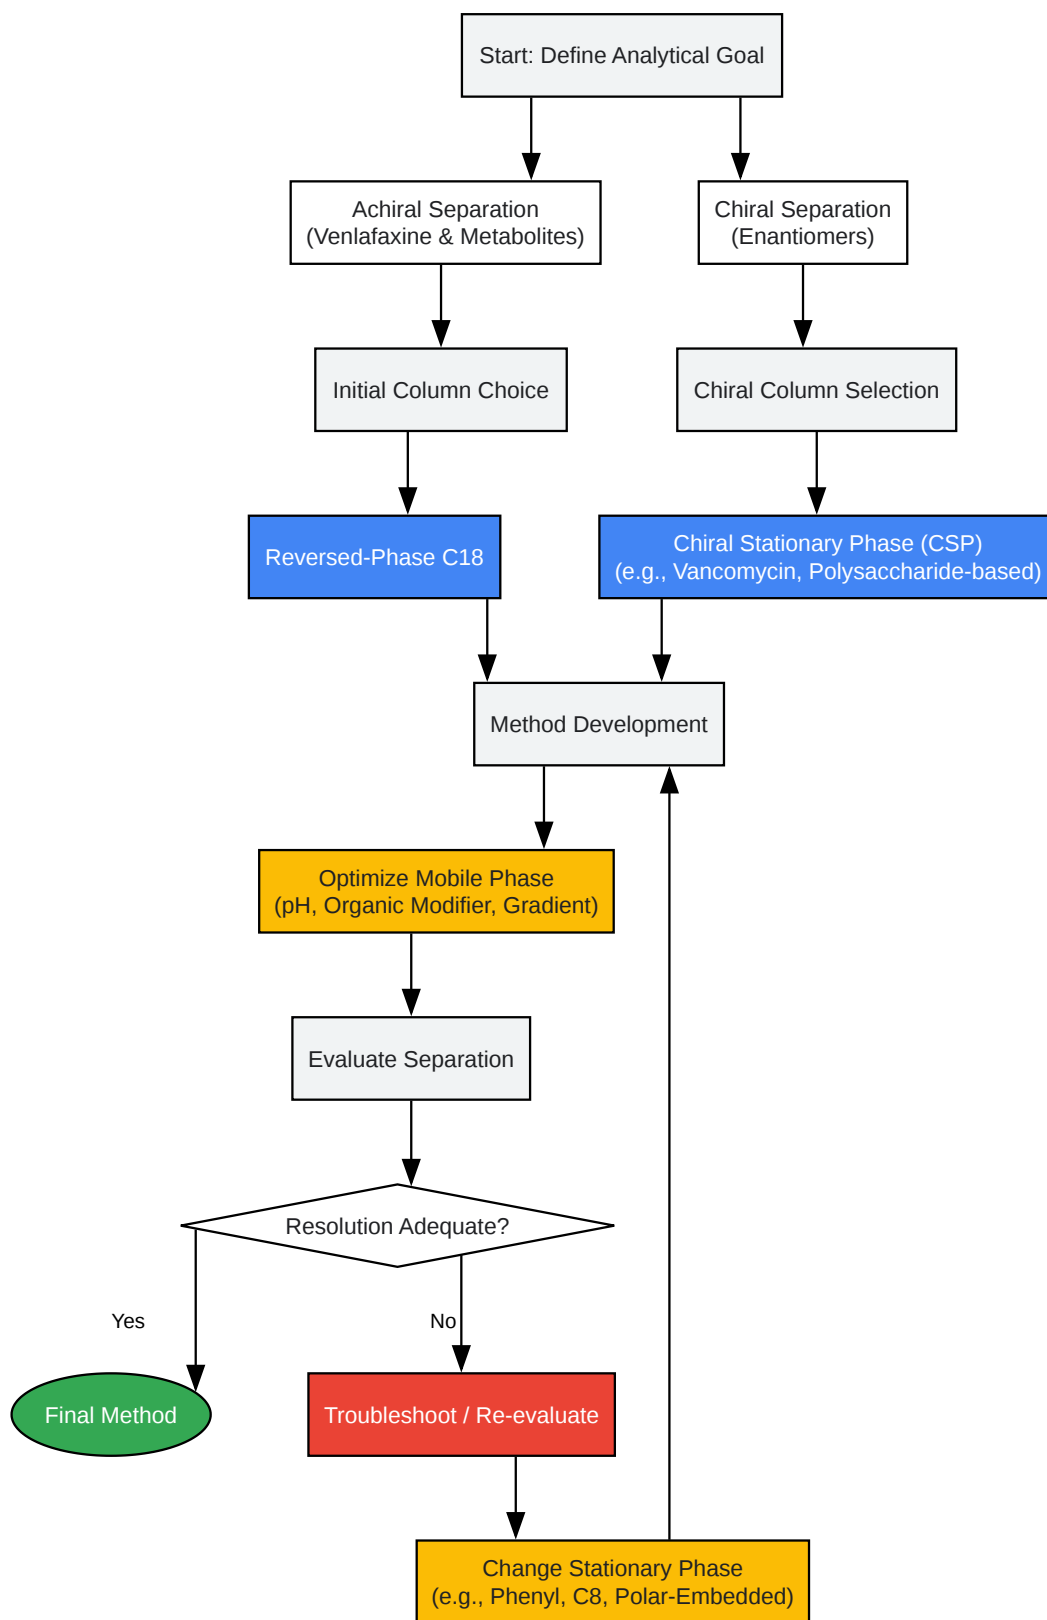 Start: Define Analytical Goal
Achiral Separation
(Venlafaxine & Metabolites)
Chiral Separation
(Enantiomers)
Initial Column Choice
Chiral Column Selection
Reversed-Phase C18
Chiral Stationary Phase (CSP)
(e.g., Vancomycin, Polysaccharide-based)
Method Development
Optimize Mobile Phase
(pH, Organic Modifier, Gradient)
Evaluate Separation
Resolution Adequate?
Yes
No
Final Method
Troubleshoot / Re-evaluate
Change Stationary Phase
(e.g., Phenyl, C8, Polar-Embedded)